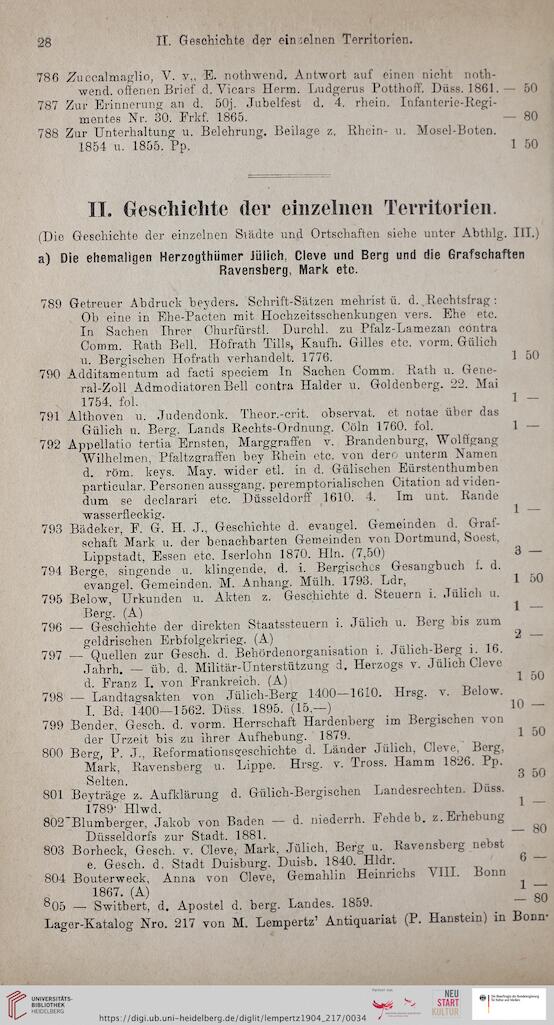 28 II. Geschichte der einzelnen Territorien.
786 Zuccalmaglio, V. v., E. nothwend. Antwort auf einen nicht noth-
wend. offenen Brief d. Vicars Herm. Ludgerus Potthoff. Düss. 1861. — 50
787 Zur Erinnerung an d. 50j. Jubelfest d. 4. rhein. Infanterie-Regi-
mentes Nr. 30. Frkf. 1865. — 80
788 Zur Unterhaltung u. Belehrung. Beilage z. Rhein- u. Mosel-Boten.
1854 u. 1855. Pp. 1 50
II. Geschichte der einzelnen Territorien.
(Die Geschichte der einzelnen Städte und Ortschaften siehe unter Abthlg. III.)
a) Die ehemaligen Herzogthümer Jülich, Cleve und Berg und die Grafschaften
Ravensberg, Mark etc.
789 Getreuer Abdruck beyders. Schrift-Sätzen mehrist ü. d. Rechtsfrag:
Ob eine in Ehe-Pacten mit Hochzeitsschenkungen vers. Ehe etc.
In Sachen Ihrer Churfürstl. Durchl. zu Pfalz-Lamezan contra
Comm. Rath Bell. Hofrath Tills, Kaufh. Gilles etc. vorm. Gülich
u. Bergischen Hofrath verhandelt. 1776. 1 50
790 Additamentum ad facti speciem In Sachen Comm. Rath u. Gene-
ral-Zoll Admodiatoren Bell contra Halder u. Goldenberg. 22. Mai
1754. fol. 1 —
791 Althoven u. Judendonk. Theor.-crit. observat. et notae über das
Gülich u. Berg. Lands Rechts-Ordnung. Cöln 1760. fol. 1 —
792 Appellatio tertia Ernsten, Marggraffen v. Brandenburg, Wolffgang
Wilhelmen, Pfaltzgraffen bey Rhein etc. von dero unterm Namen
d. röm. keys. May. wider etl. in d. Gülischen Eürstenthumben
particular. Personen aussgang. peremptorialischen Citation ad viden-
dum se declarari etc. Düsseldorff 1610. 4. Im unt. Rande
wasserfleckig. 1 —
793 Bädeker, F. G. H. J., Geschichte d. evangel. Gemeinden d. Graf-
schaft Mark u. der benachbarten Gemeinden von Dortmund, Soest,
Lippstadt, Essen etc. Iserlohn 1870. Hln. (7,50) 3 —
794 Berge, singende u. klingende, d. i. Bergisches Gesangbuch f. d.
evangel. Gemeinden. M. Anhang. Mülh. 1793. Ldr, 1 50
795 Below, Urkunden u. Akten z. Geschichte d. Steuern i. Jülich u.
Berg. (A) 1 —
796 — Geschichte der direkten Staatssteuern i. Jülich u. Berg bis zum
geldrischen Erbfolgekrieg. (A) 2 —
797 — Quellen zur Gesch. d. Behördenorganisation i. Jülich-Berg i. 16.
Jahrh. — üb. d. Militär-Unterstützung d. Herzogs v. Jülich Cleve
d. Franz I. von Frankreich. (A) 1 50
798 — Landtagsakten von Jülich-Berg 1400—1610. Hrsg. v. Below.
I. Bd. 1400—1562. Düss. 1895. (15.—) 10 —
799 Bender, Gesch. d. vorm. Herrschaft Hardenberg im Bergischen von
der Urzeit bis zu ihrer Aufhebung. 1879. 1 50
800 Berg, P. J., Reformationsgeschichte d. Länder Jülich, Cleve, Berg,
Mark, Ravensberg u. Lippe. Hrsg. v. Tross. Hamm 1826. Pp.
Selten. 3 50
801 Beyträge z. Aufklärung d. Gülich-Bergischen Landesrechten. Düss.
1789. Hlwd. 1 —
802 Blumberger, Jakob von Baden — d. niederrh. Fehde b. z. Erhebung
Düsseldorfs zur Stadt. 1881. — 80
803 Borheck, Gesch. v. Cleve, Mark, Jülich, Berg u. Ravensberg nebst
e. Gesch. d. Stadt Duisburg. Duisb. 1840. Hldr. 6 —
804 Bouterweck, Anna von Cleve, Gemahlin Heinrichs VIII. Bonn
1867. (A) 1 —
805 — Switbert, d. Apostel d. berg. Landes. 1859. — 80
Lager-Katalog Nro. 217 von M. Lempertz' Antiquariat (P. Hanstein) in Bonn.
UNIVERSITÄTS-
BIBLIOTHEK
HEIDELBERG
https://digi.ub.uni-heidelberg.de/diglit/lempertz1904_217/0034
NEU
START
KULTUR